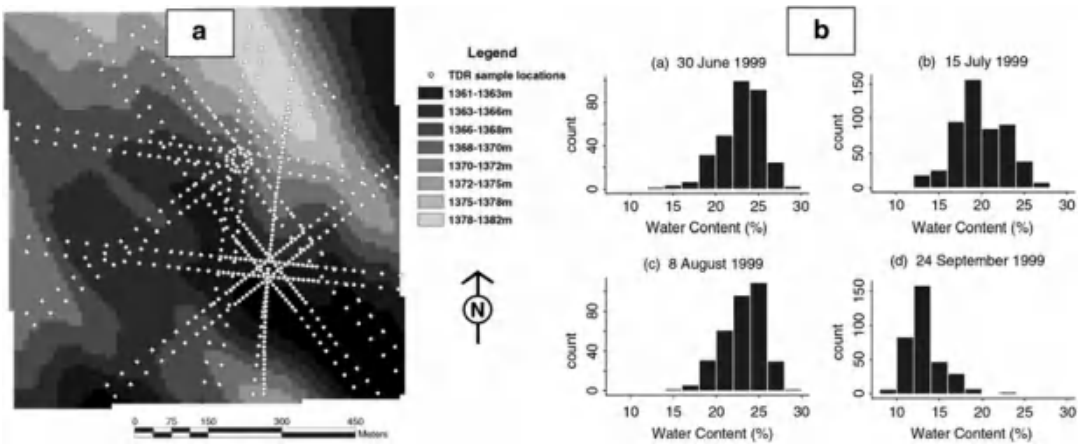 a
Legend
TDR sample locations
1361-1363m
1363-1366m
1366-1368m
1368-1370m
1370-1372m
1372-1375m
1375-1378m
1378-1382m
N
0 75 150 300 450
Meters
b
(a) 30 June 1999
count
0 40 80
10 15 20 25 30
Water Content (%)
(b) 15 July 1999
count
0 50 100 150
10 15 20 25 30
Water Content (%)
(c) 8 August 1999
count
0 40 80
10 15 20 25 30
Water Content (%)
(d) 24 September 1999
count
0 50 100 150
10 15 20 25 30
Water Content (%)